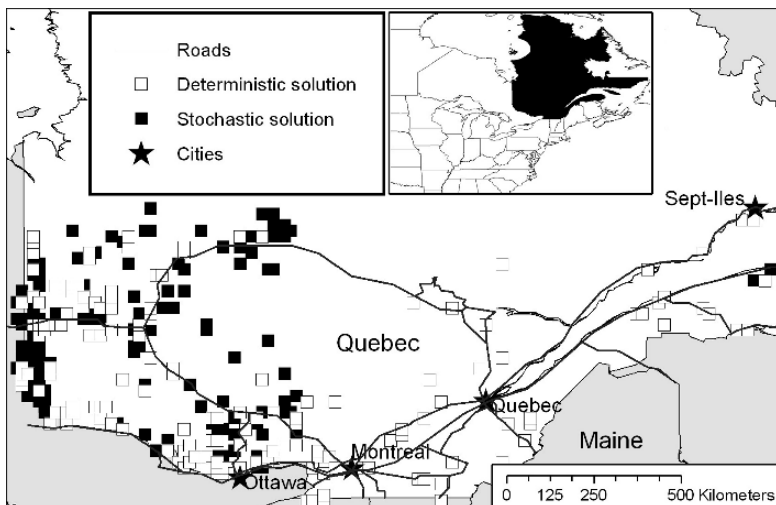 Roads
Deterministic solution
Stochastic solution
Cities
Sept-Iles
Quebec
Quebec
Montreal
Maine
Ottawa
0 125 250 500 Kilometers